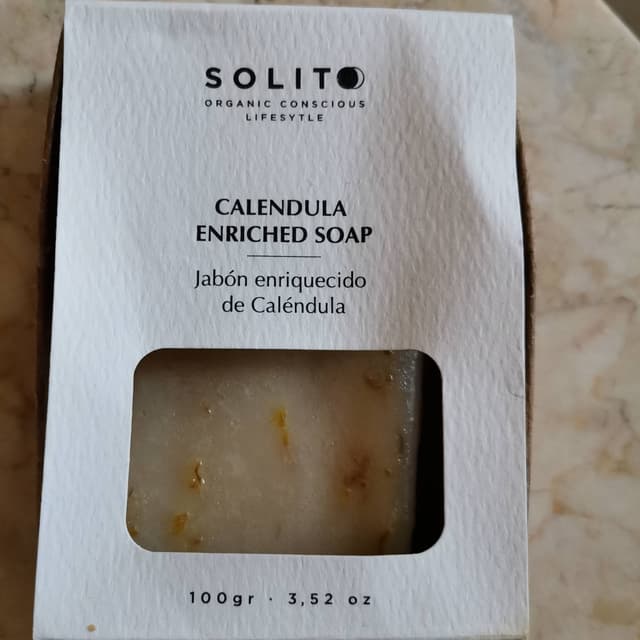 SOLITO
ORGANIC CONSCIOUS
LIFESYTLE
CALENDULA
ENRICHED SOAP
Jabón enriquecido
de Caléndula
100gr · 3,52 oz